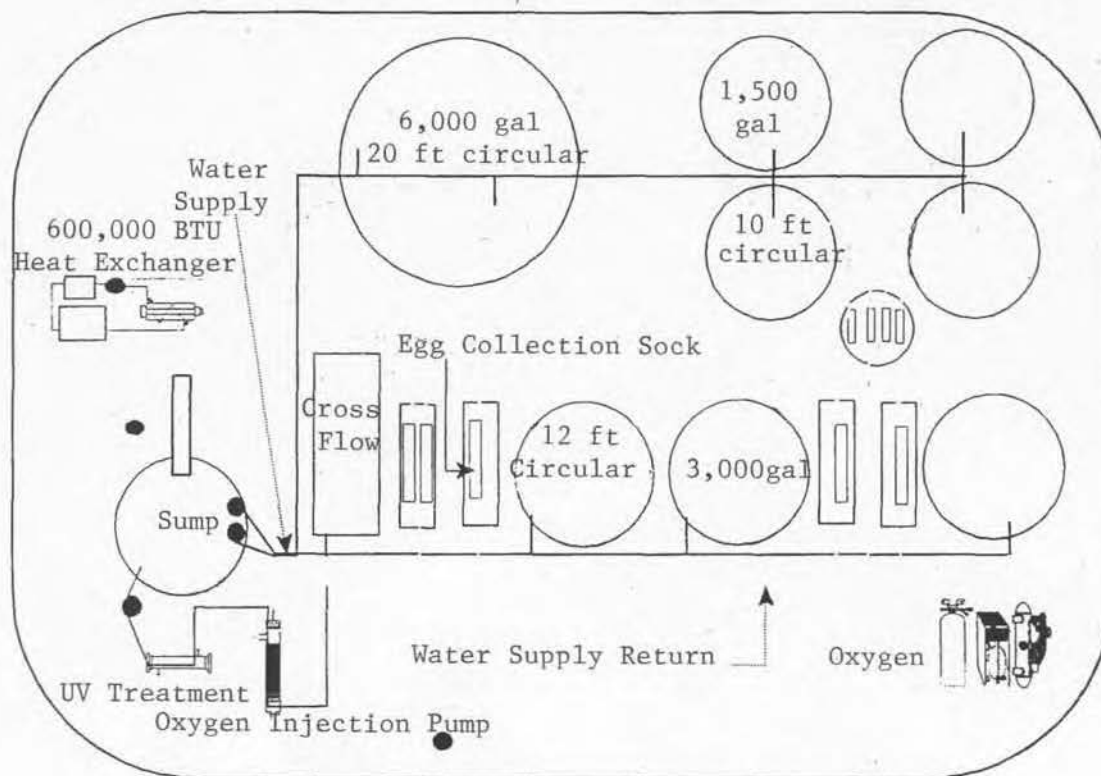 6,000 gal
20 ft circular
1,500
gal
Water
Supply
600,000 BTU
Heat Exchanger
10 ft
circular
Egg Collection Sock
Cross
Flow
12 ft
Circular
3,000gal
Sump
Water Supply Return
Oxygen
UV Treatment
Oxygen Injection Pump